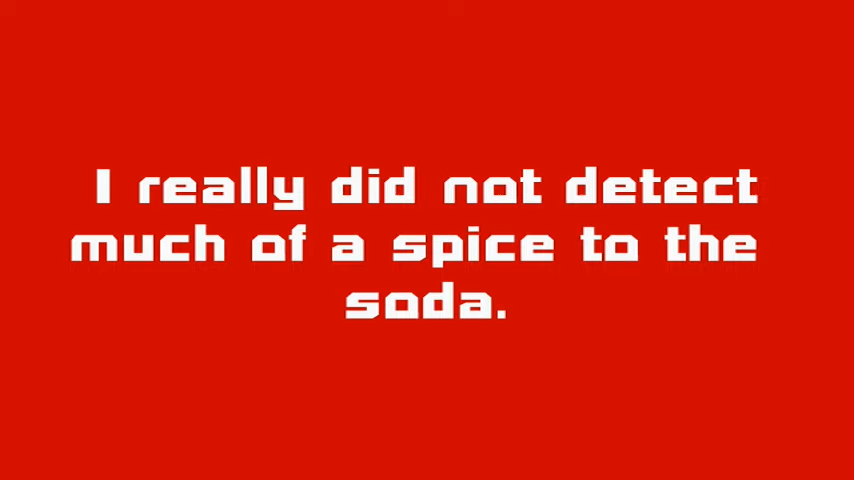 I really did not detect
much of a spice to the
soda.